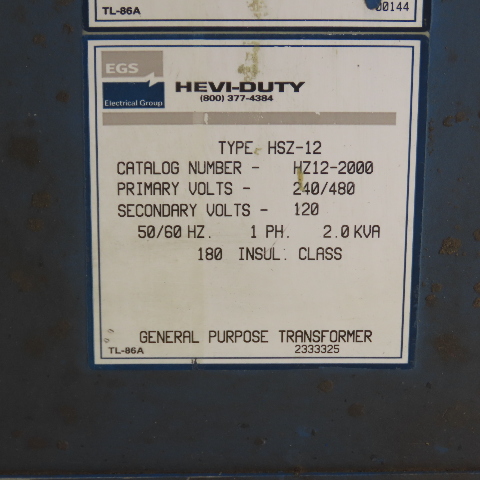 TL-86A 00144
EGS
Electrical Group
HEVI-DUTY
(800) 377-4384
TYPE HSZ-12
CATALOG NUMBER - HZ12-2000
PRIMARY VOLTS - 240/480
SECONDARY VOLTS - 120
50/60 HZ. 1 PH. 2.0 KVA
180 INSUL. CLASS
GENERAL PURPOSE TRANSFORMER
TL-86A 2333325